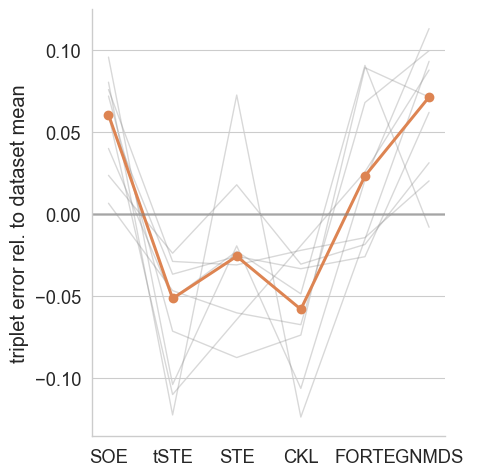 triplet error rel. to dataset mean
0.10
0.05
0.00
−0.05
−0.10
SOE tSTE STE CKL FORTE GNMDS